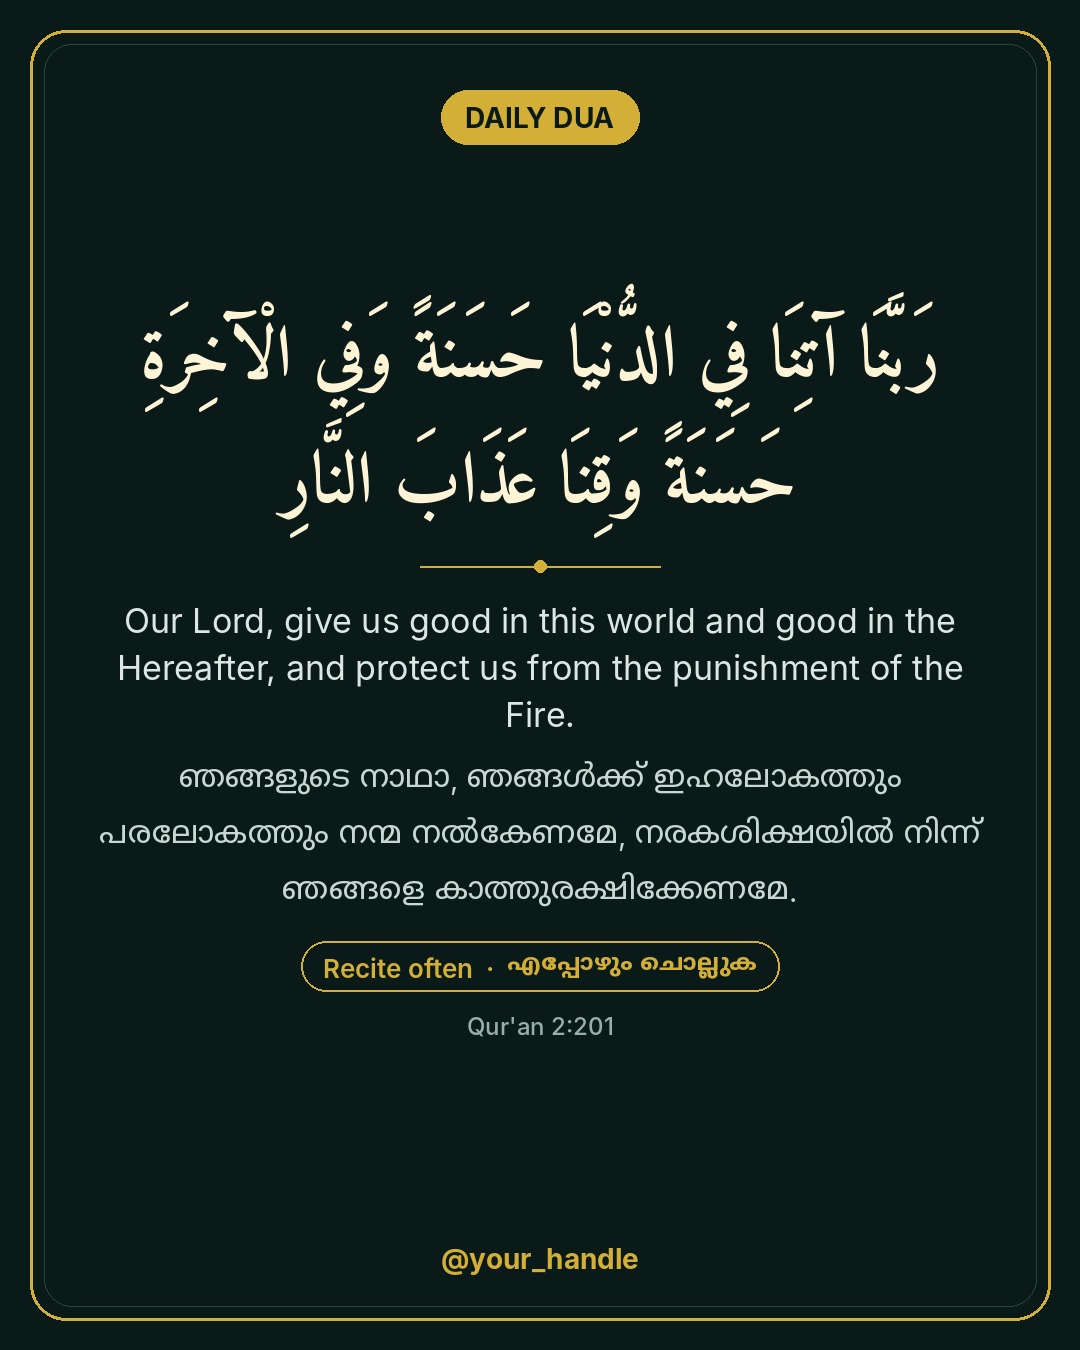 DAILY DUA
رَبَّنَا آتِنَا فِي الدُّنْيَا حَسَنَةً وَفِي الْآخِرَةِ
حَسَنَةً وَقِنَا عَذَابَ النَّارِ
Our Lord, give us good in this world and good in the
Hereafter, and protect us from the punishment of the
Fire.
ഞങ്ങളുടെ നാഥാ, ഞങ്ങൾക്ക് ഇഹലോകത്തും
പരലോകത്തും നന്മ നൽകേണമേ, നരകശിക്ഷയിൽ നിന്ന്
ഞങ്ങളെ കാത്തുരക്ഷിക്കേണമേ.
Recite often · എപ്പോഴും ചൊല്ലുക
Qur'an 2:201
@your_handle